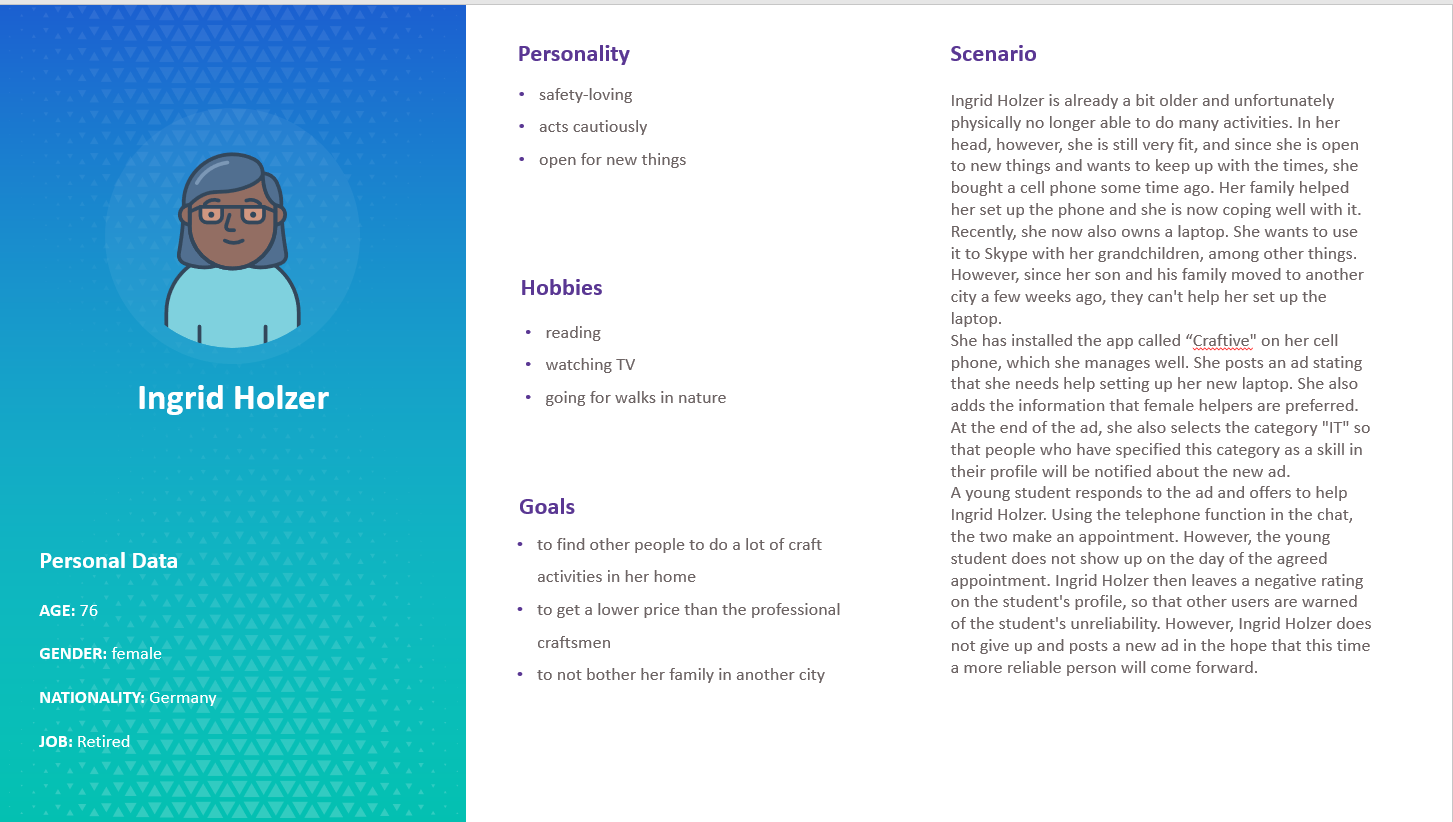 Ingrid Holzer
Personal Data
AGE: 76
GENDER: female
NATIONALITY: Germany
JOB: Retired
Personality
• safety-loving
• acts cautiously
• open for new things
Hobbies
• reading
• watching TV
• going for walks in nature
Goals
• to find other people to do a lot of craft
activities in her home
• to get a lower price than the professional
craftsmen
• to not bother her family in another city
Scenario
Ingrid Holzer is already a bit older and unfortunately
physically no longer able to do many activities. In her
head, however, she is still very fit, and since she is open
to new things and wants to keep up with the times, she
bought a cell phone some time ago. Her family helped
her set up the phone and she is now coping well with it.
Recently, she now also owns a laptop. She wants to use
it to Skype with her grandchildren, among other things.
However, since her son and his family moved to another
city a few weeks ago, they can't help her set up the
laptop.
She has installed the app called “Craftive" on her cell
phone, which she manages well. She posts an ad stating
that she needs help setting up her new laptop. She also
adds the information that female helpers are preferred.
At the end of the ad, she also selects the category "IT" so
that people who have specified this category as a skill in
their profile will be notified about the new ad.
A young student responds to the ad and offers to help
Ingrid Holzer. Using the telephone function in the chat,
the two make an appointment. However, the young
student does not show up on the day of the agreed
appointment. Ingrid Holzer then leaves a negative rating
on the student's profile, so that other users are warned
of the student's unreliability. However, Ingrid Holzer does
not give up and posts a new ad in the hope that this time
a more reliable person will come forward.